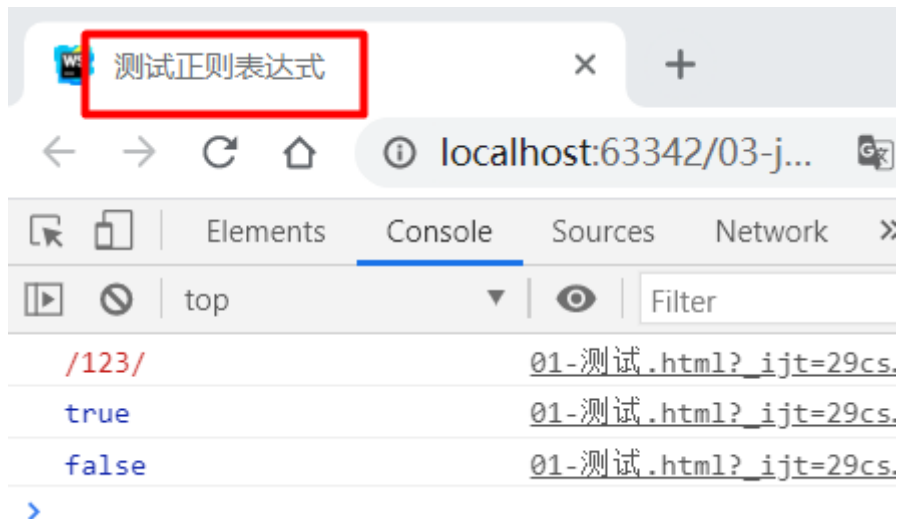 WS 测试正则表达式
localhost:63342/03-j...
Elements Console Sources Network
top Filter
/123/ 01-测试.html?_ijt=29cs.
true 01-测试.html?_ijt=29cs.
false 01-测试.html?_ijt=29cs.